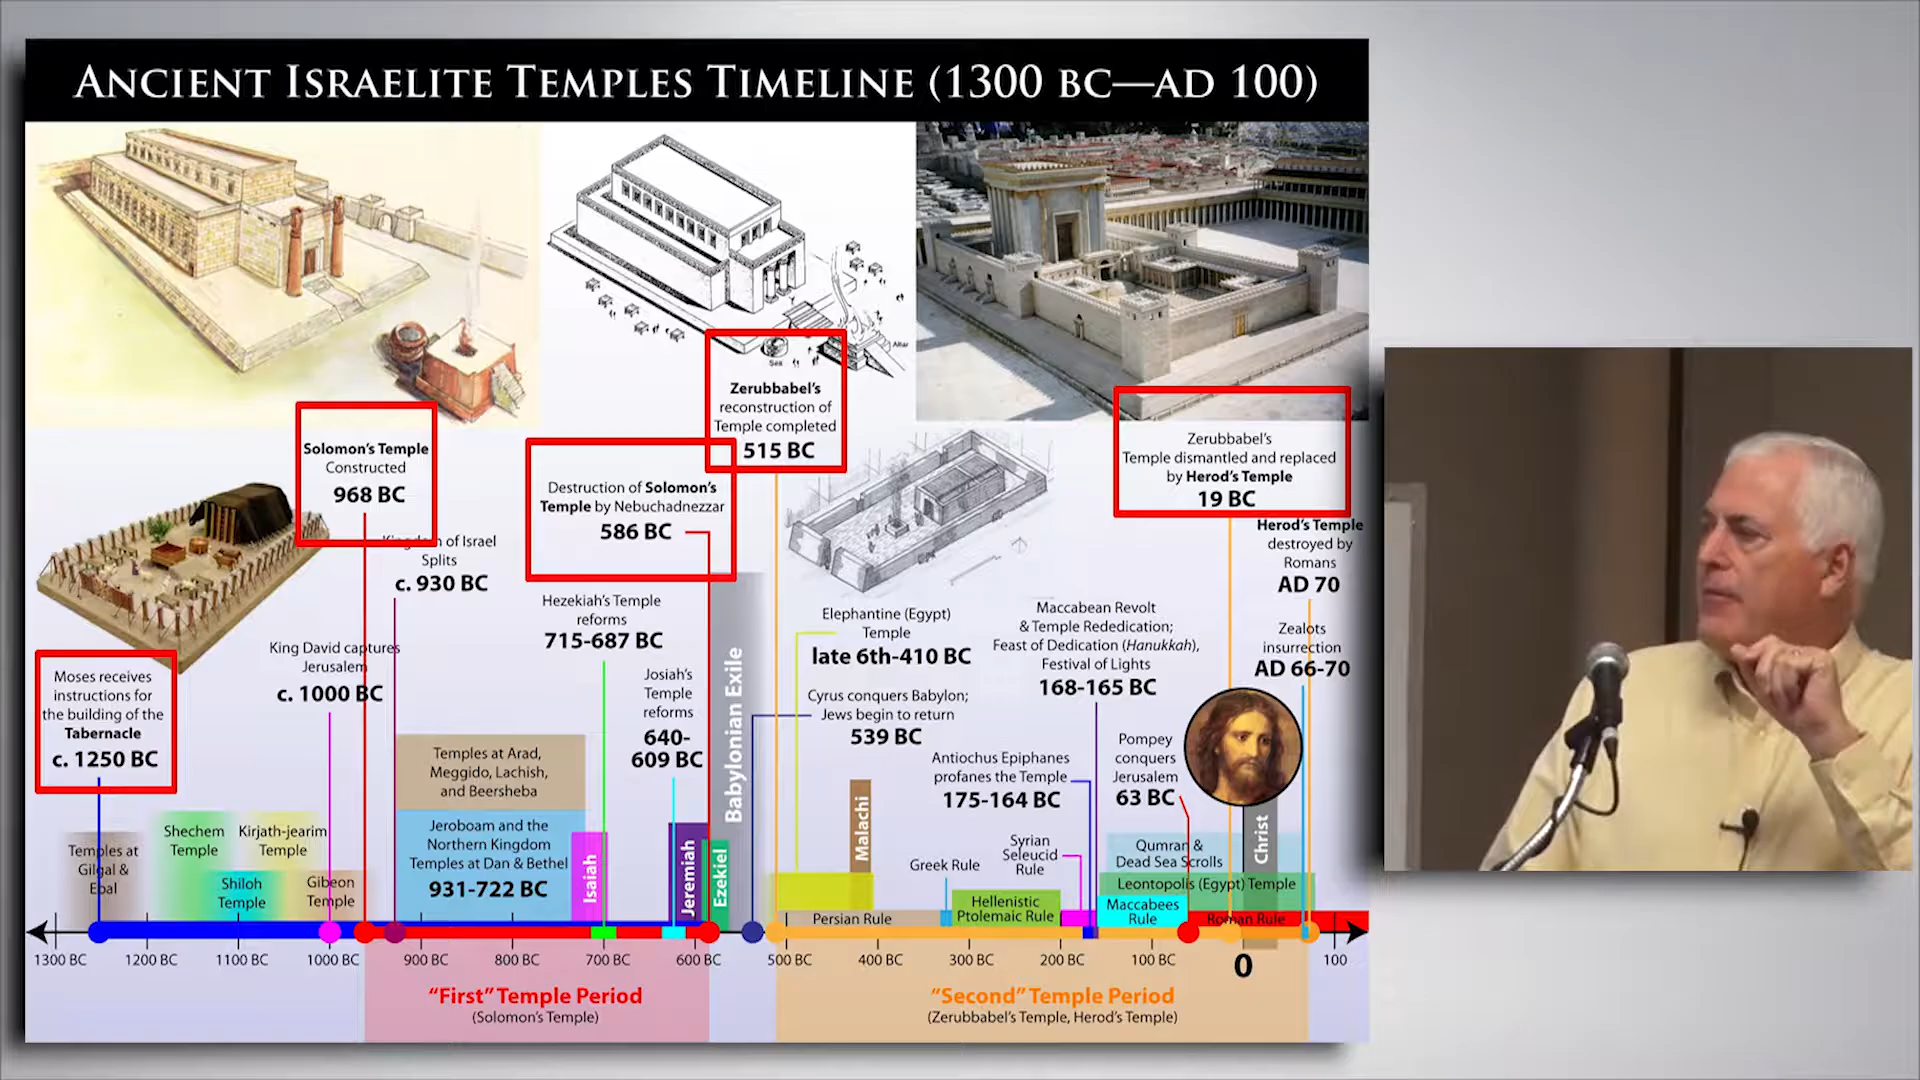 ANCIENT ISRAELITE TEMPLES TIMELINE (1300 BC—AD 100)
Sea
Altar
Moses receives
instructions for
the building of the
Tabernacle
c. 1250 BC
Solomon's Temple
Constructed
968 BC
Kingdom of Israel
Splits
c. 930 BC
King David captures
Jerusalem
c. 1000 BC
Destruction of Solomon's
Temple by Nebuchadnezzar
586 BC
Hezekiah's Temple
reforms
715-687 BC
Josiah's
Temple
reforms
640-
609 BC
Babylonian Exile
Zerubbabel's
reconstruction of
Temple completed
515 BC
Elephantine (Egypt)
Temple
late 6th-410 BC
Cyrus conquers Babylon;
Jews begin to return
539 BC
Maccabean Revolt
& Temple Rededication;
Feast of Dedication (Hanukkah),
Festival of Lights
168-165 BC
Antiochus Epiphanes
profanes the Temple
175-164 BC
Pompey
conquers
Jerusalem
63 BC
Zerubbabel's
Temple dismantled and replaced
by Herod's Temple
19 BC
Herod's Temple
destroyed by
Romans
AD 70
Zealots
insurrection
AD 66-70
Temples at
Gilgal &
Ebal
Shechem
Temple
Kirjath-jearim
Temple
Shiloh
Temple
Gibeon
Temple
Temples at Arad,
Meggido, Lachish,
and Beersheba
Jeroboam and the
Northern Kingdom
Temples at Dan & Bethel
931-722 BC
Isaiah
Jeremiah
Ezekiel
Malachi
Persian Rule
Greek Rule
Hellenistic
Ptolemaic Rule
Syrian
Seleucid
Rule
Qumran &
Dead Sea Scrolls
Leontopolis (Egypt) Temple
Maccabees
Rule
Roman Rule
Christ
1300 BC 1200 BC 1100 BC 1000 BC 900 BC 800 BC 700 BC 600 BC 500 BC 400 BC 300 BC 200 BC 100 BC 0 100
"First" Temple Period
(Solomon's Temple)
"Second" Temple Period
(Zerubbabel's Temple, Herod's Temple)